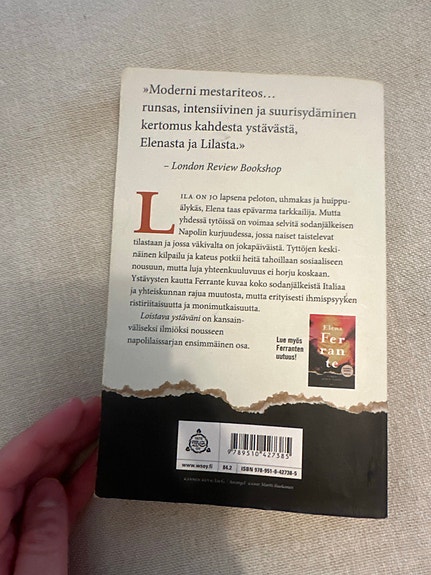 »Moderni mestariteos…
runsas, intensiivinen ja suurisydäminen
kertomus kahdesta ystävästä,
Elenasta ja Lilasta.»
– London Review Bookshop
LILA ON JO lapsena peloton, uhmakas ja huippu-
älykäs, Elena taas epävarma tarkkailija. Mutta
yhdessä tytöissä on voimaa selvitä sodanjälkeisen
Napolin kurjuudessa, jossa naiset taistelevat
tilastaan ja jossa väkivalta on jokapäiväistä. Tyttöjen keski-
näinen kilpailu ja kateus potkii heitä tahoillaan sosiaaliseen
nousuun, mutta luja yhteenkuuluvuus ei horju koskaan.
Ystävysten kautta Ferrante kuvaa koko sodanjälkeistä Italiaa
ja yhteiskunnan rajua muutosta, mutta erityisesti ihmispsyyken
ristiriitaisuutta ja monimutkaisuutta.
Loistava ystäväni on kansain-
väliseksi ilmiöksi nousseen
napolilaissarjan ensimmäinen osa.
Lue myös
Ferranten
uutuus!
Elena
Fer
ran
te
9789510427385
www.wsoy.fi
84.2
ISBN 978-951-0-42738-5